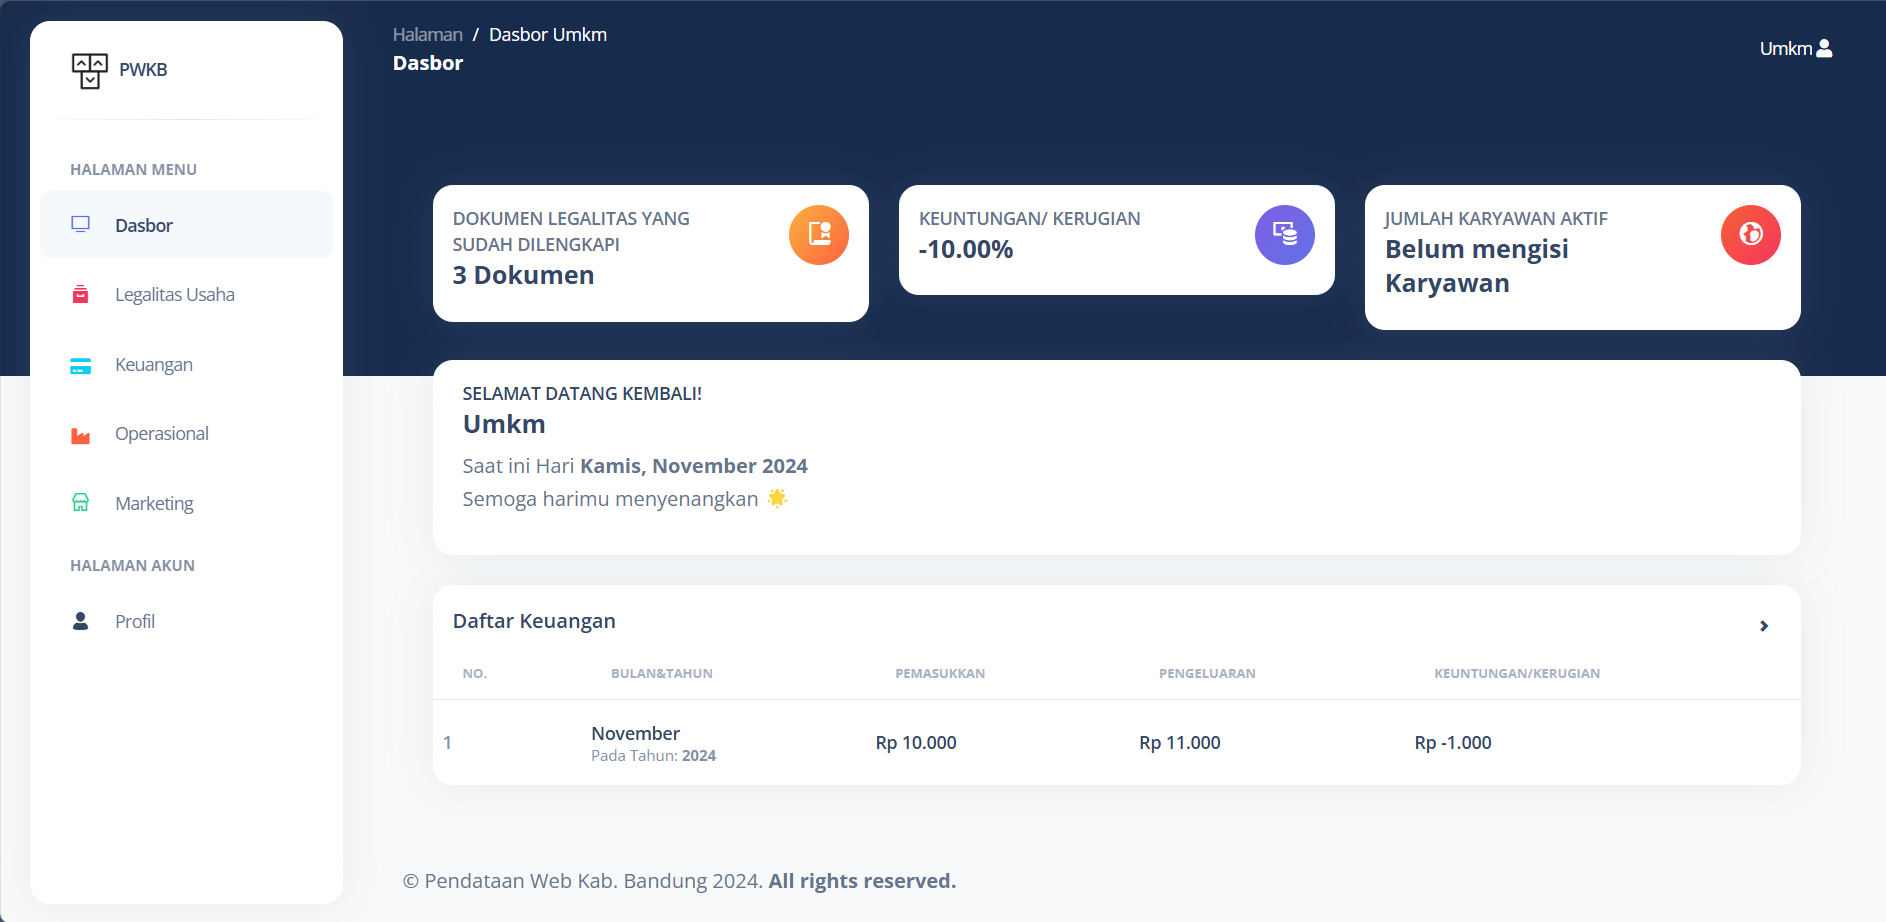 PWKB
HALAMAN MENU
Dasbor
Legalitas Usaha
Keuangan
Operasional
Marketing
HALAMAN AKUN
Profil
Halaman / Dasbor Umkm
Dasbor
Umkm
DOKUMEN LEGALITAS YANG
SUDAH DILENGKAPI
3 Dokumen
KEUNTUNGAN/ KERUGIAN
-10.00%
JUMLAH KARYAWAN AKTIF
Belum mengisi
Karyawan
SELAMAT DATANG KEMBALI!
Umkm
Saat ini Hari Kamis, November 2024
Semoga harimu menyenangkan 🌟
Daftar Keuangan
NO. BULAN&TAHUN PEMASUKKAN PENGELUARAN KEUNTUNGAN/KERUGIAN
1 November Rp 10.000 Rp 11.000 Rp -1.000
Pada Tahun: 2024
© Pendataan Web Kab. Bandung 2024. All rights reserved.